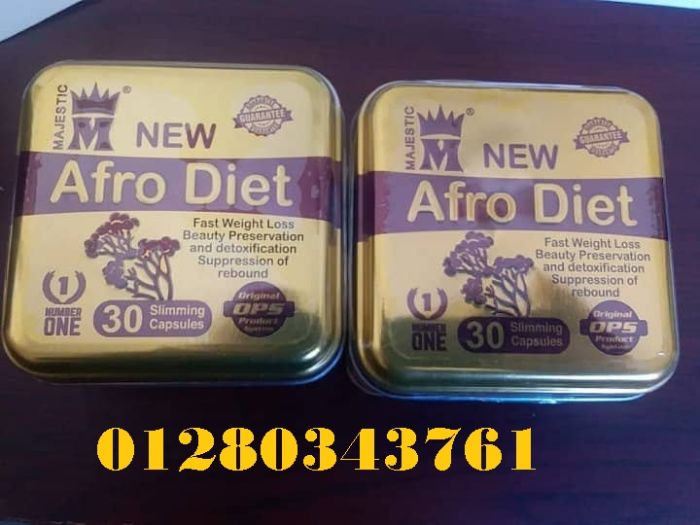 MAJESTIC
M
®
NEW
GUARANTEE
Afro Diet
Fast Weight Loss
Beauty Preservation
and detoxification
Suppression of
rebound
1
NUMBER
ONE
30 Slimming
Capsules
Original
OPS
Product
System
MAJESTIC
M
®
NEW
GUARANTEE
Afro Diet
Fast Weight Loss
Beauty Preservation
and detoxification
Suppression of
rebound
1
NUMBER
ONE
30 Slimming
Capsules
Original
OPS
Product
System
01280343761